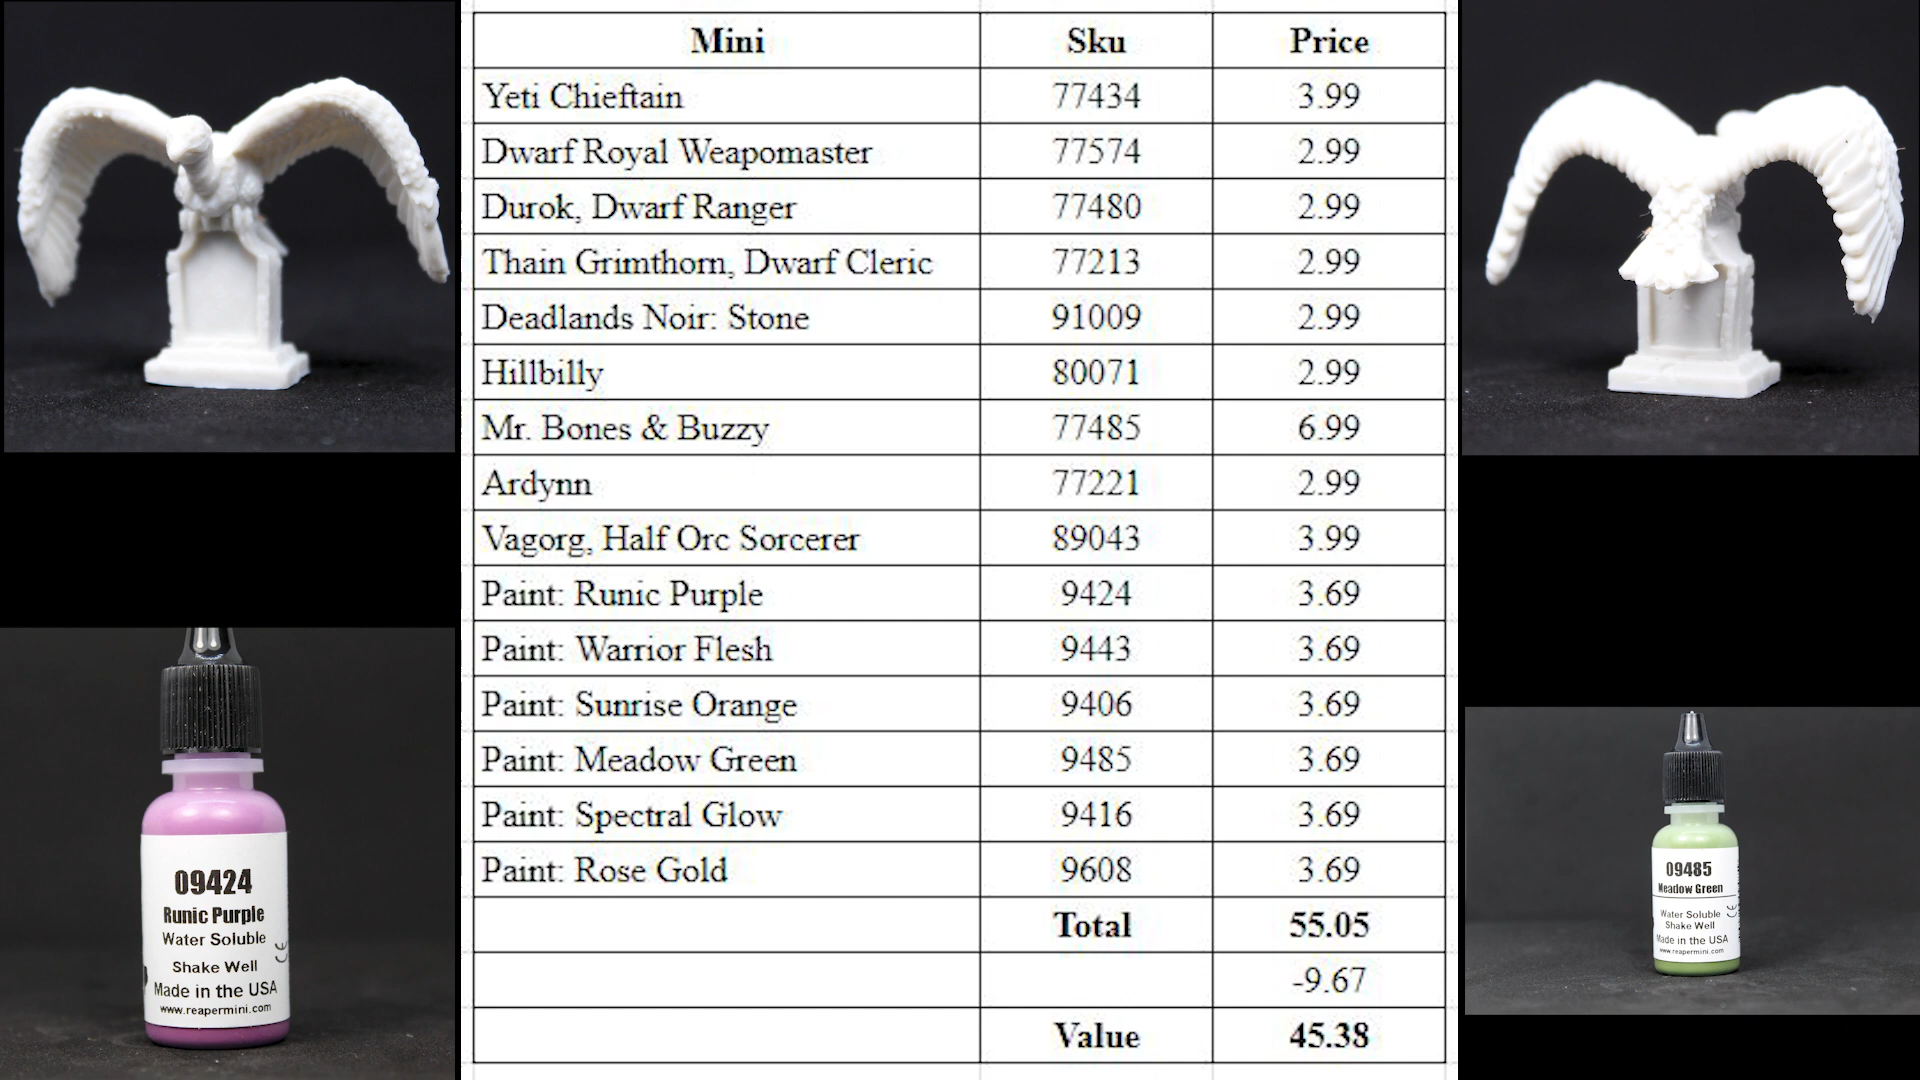 Mini Sku Price
Yeti Chieftain 77434 3.99
Dwarf Royal Weapomaster 77574 2.99
Durok, Dwarf Ranger 77480 2.99
Thain Grimthorn, Dwarf Cleric 77213 2.99
Deadlands Noir: Stone 91009 2.99
Hillbilly 80071 2.99
Mr. Bones & Buzzy 77485 6.99
Ardynn 77221 2.99
Vagorg, Half Orc Sorcerer 89043 3.99
Paint: Runic Purple 9424 3.69
Paint: Warrior Flesh 9443 3.69
Paint: Sunrise Orange 9406 3.69
Paint: Meadow Green 9485 3.69
Paint: Spectral Glow 9416 3.69
Paint: Rose Gold 9608 3.69
Total 55.05
-9.67
Value 45.38
09424
Runic Purple
Water Soluble
CE
Shake Well
Made in the USA
www.reapermini.com
09485
Meadow Green
CE
Water Soluble
Shake Well
Made in the USA
www.reapermini.com